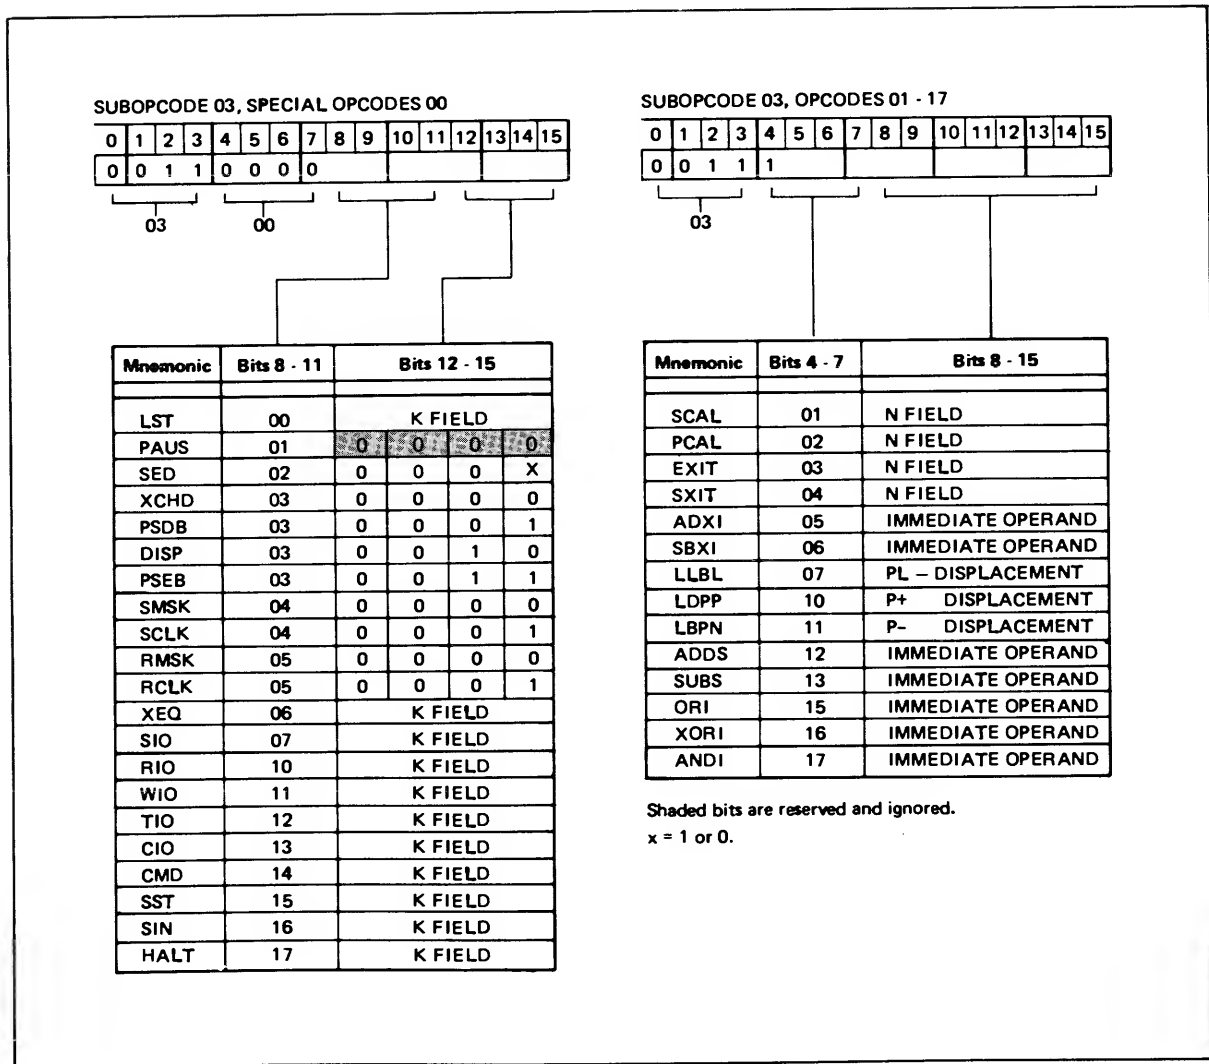 SUBOPCODE 03, SPECIAL OPCODES 00
0 1 2 3 4 5 6 7 8 9 10 11 12 13 14 15
0 0 1 1 0 0 0 0
03 00
Mnemonic Bits 8 - 11 Bits 12 - 15
LST 00 K FIELD
PAUS 01 0 0 0 0
SED 02 0 0 0 X
XCHD 03 0 0 0 0
PSDB 03 0 0 0 1
DISP 03 0 0 1 0
PSEB 03 0 0 1 1
SMSK 04 0 0 0 0
SCLK 04 0 0 0 1
RMSK 05 0 0 0 0
RCLK 05 0 0 0 1
XEQ 06 K FIELD
SIO 07 K FIELD
RIO 10 K FIELD
WIO 11 K FIELD
TIO 12 K FIELD
CIO 13 K FIELD
CMD 14 K FIELD
SST 15 K FIELD
SIN 16 K FIELD
HALT 17 K FIELD
SUBOPCODE 03, OPCODES 01 - 17
0 1 2 3 4 5 6 7 8 9 10 11 12 13 14 15
0 0 1 1 1
03
Mnemonic Bits 4 - 7 Bits 8 - 15
SCAL 01 N FIELD
PCAL 02 N FIELD
EXIT 03 N FIELD
SXIT 04 N FIELD
ADXI 05 IMMEDIATE OPERAND
SBXI 06 IMMEDIATE OPERAND
LLBL 07 PL – DISPLACEMENT
LDPP 10 P+ DISPLACEMENT
LBPN 11 P– DISPLACEMENT
ADDS 12 IMMEDIATE OPERAND
SUBS 13 IMMEDIATE OPERAND
ORI 15 IMMEDIATE OPERAND
XORI 16 IMMEDIATE OPERAND
ANDI 17 IMMEDIATE OPERAND
Shaded bits are reserved and ignored.
x = 1 or 0.